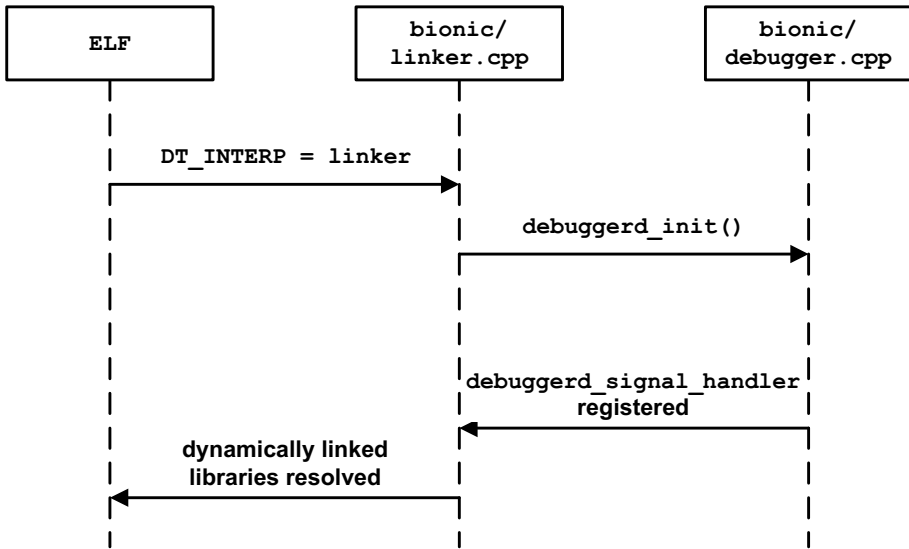 ELF
bionic/
linker.cpp
bionic/
debugger.cpp
DT_INTERP = linker
debuggerd_init()
debuggerd_signal_handler
registered
dynamically linked
libraries resolved